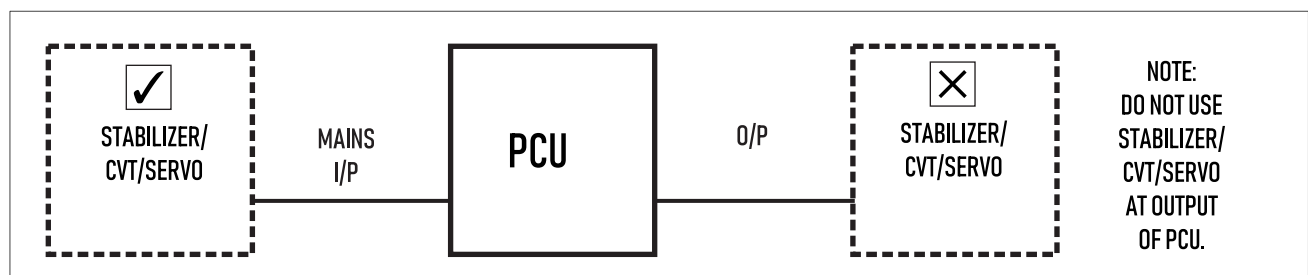 STABILIZER/
CVT/SERVO
MAINS
I/P
PCU
O/P
STABILIZER/
CVT/SERVO
NOTE:
DO NOT USE
STABILIZER/
CVT/SERVO
AT OUTPUT
OF PCU.